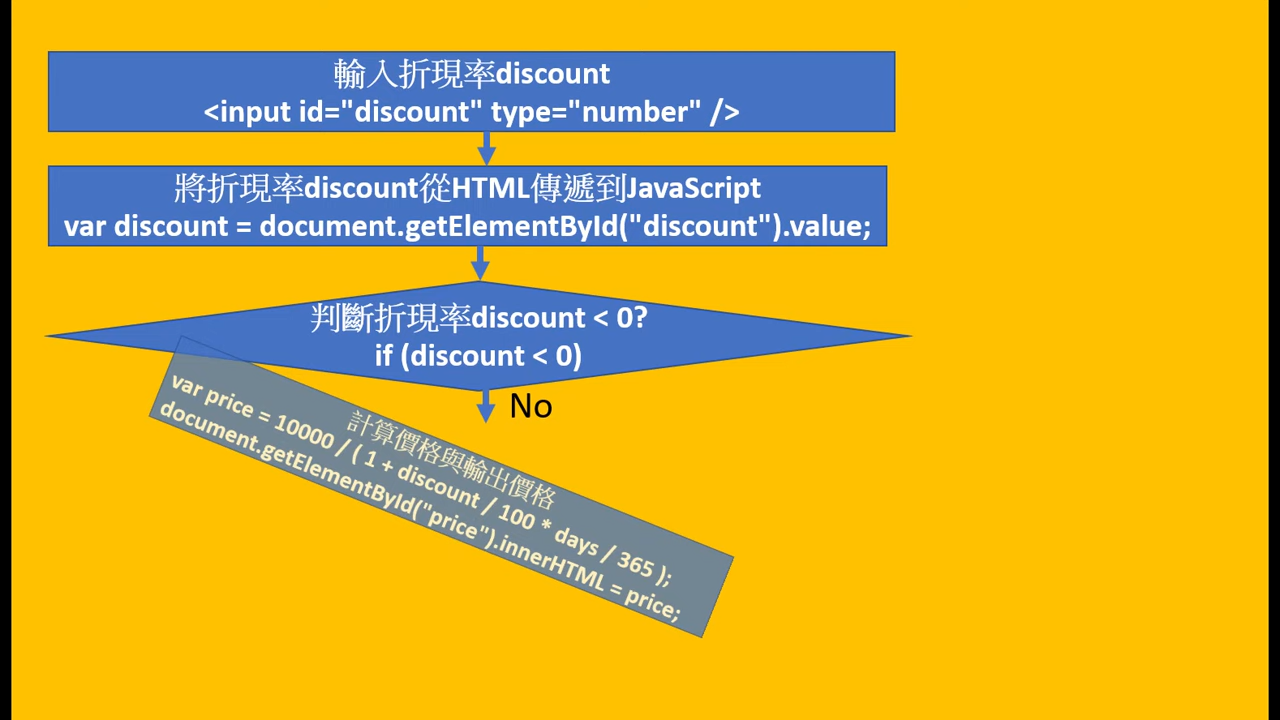 輸入折現率discount
<input id="discount" type="number" />
將折現率discount從HTML傳遞到JavaScript
var discount = document.getElementById("discount").value;
判斷折現率discount < 0?
if (discount < 0)
No
計算價格與輸出價格
var price = 10000 / ( 1 + discount / 100 * days / 365 );
document.getElementById("price").innerHTML = price;